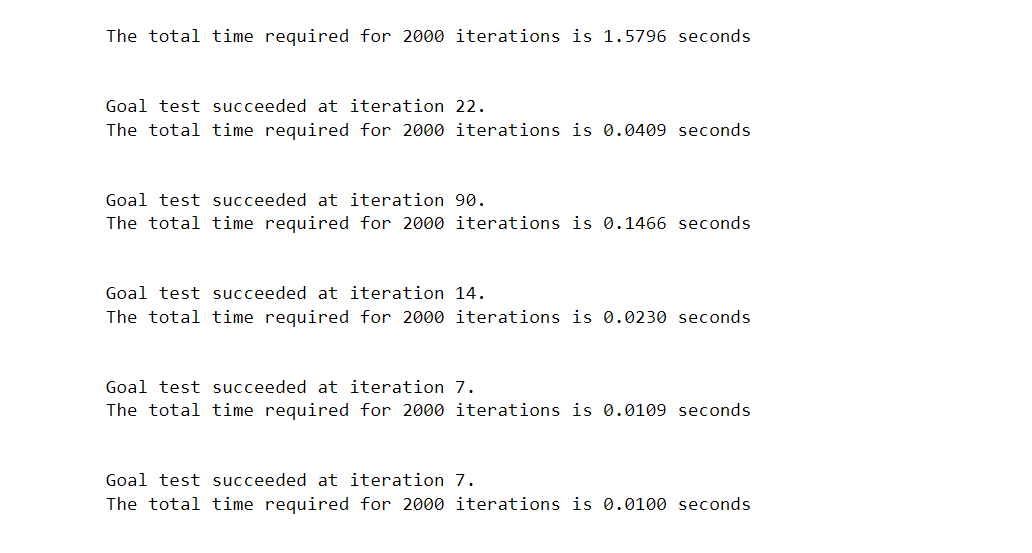 The total time required for 2000 iterations is 1.5796 seconds
Goal test succeeded at iteration 22.
The total time required for 2000 iterations is 0.0409 seconds
Goal test succeeded at iteration 90.
The total time required for 2000 iterations is 0.1466 seconds
Goal test succeeded at iteration 14.
The total time required for 2000 iterations is 0.0230 seconds
Goal test succeeded at iteration 7.
The total time required for 2000 iterations is 0.0109 seconds
Goal test succeeded at iteration 7.
The total time required for 2000 iterations is 0.0100 seconds